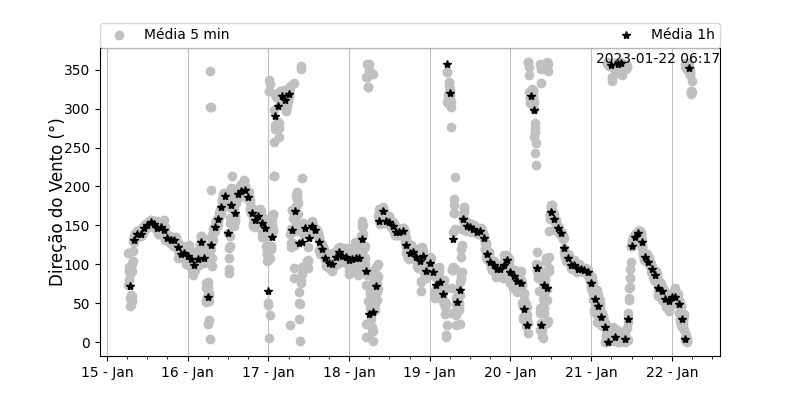 Média 5 min
Média 1h
2023-01-22 06:17
Direção do Vento (°)
350
300
250
200
150
100
50
0
15 - Jan
16 - Jan
17 - Jan
18 - Jan
19 - Jan
20 - Jan
21 - Jan
22 - Jan